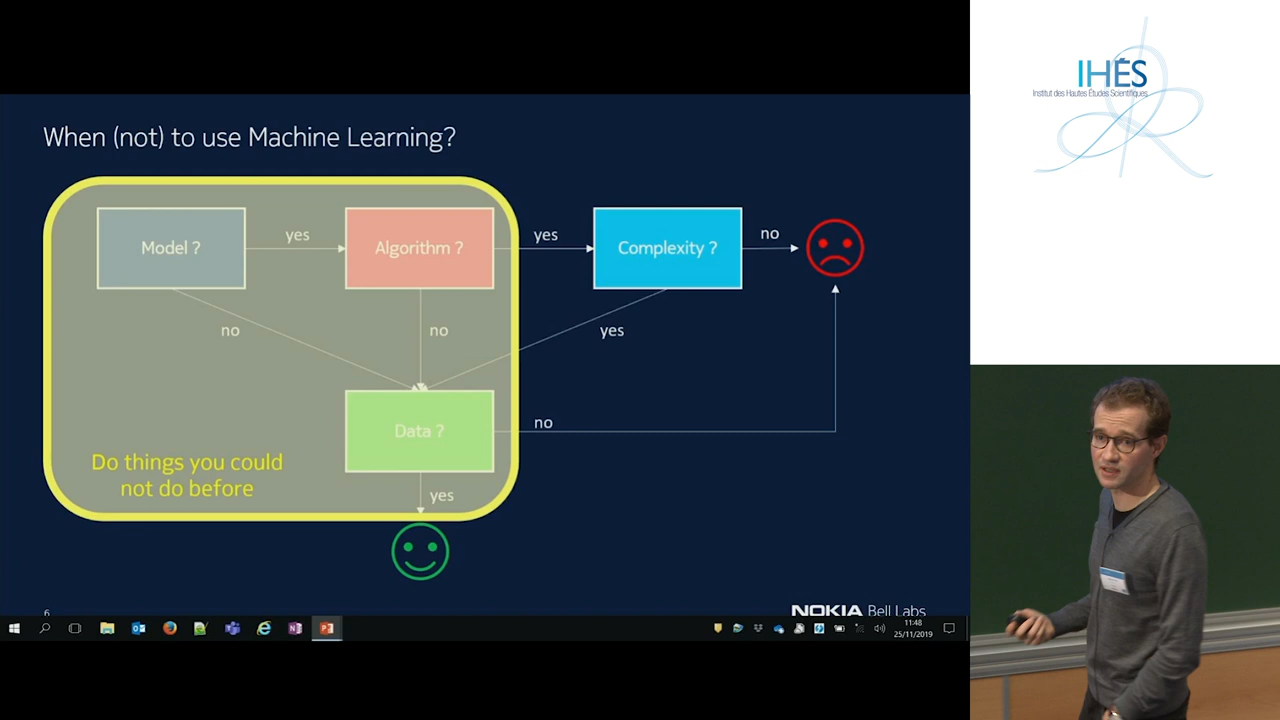 IHÉS
Institut des Hautes Études Scientifiques
When (not) to use Machine Learning?
Model ?
yes
Algorithm ?
yes
Complexity ?
no
no
no
yes
Data ?
no
Do things you could
not do before
yes
6
NOKIA Bell Labs
11:48
25/11/2019